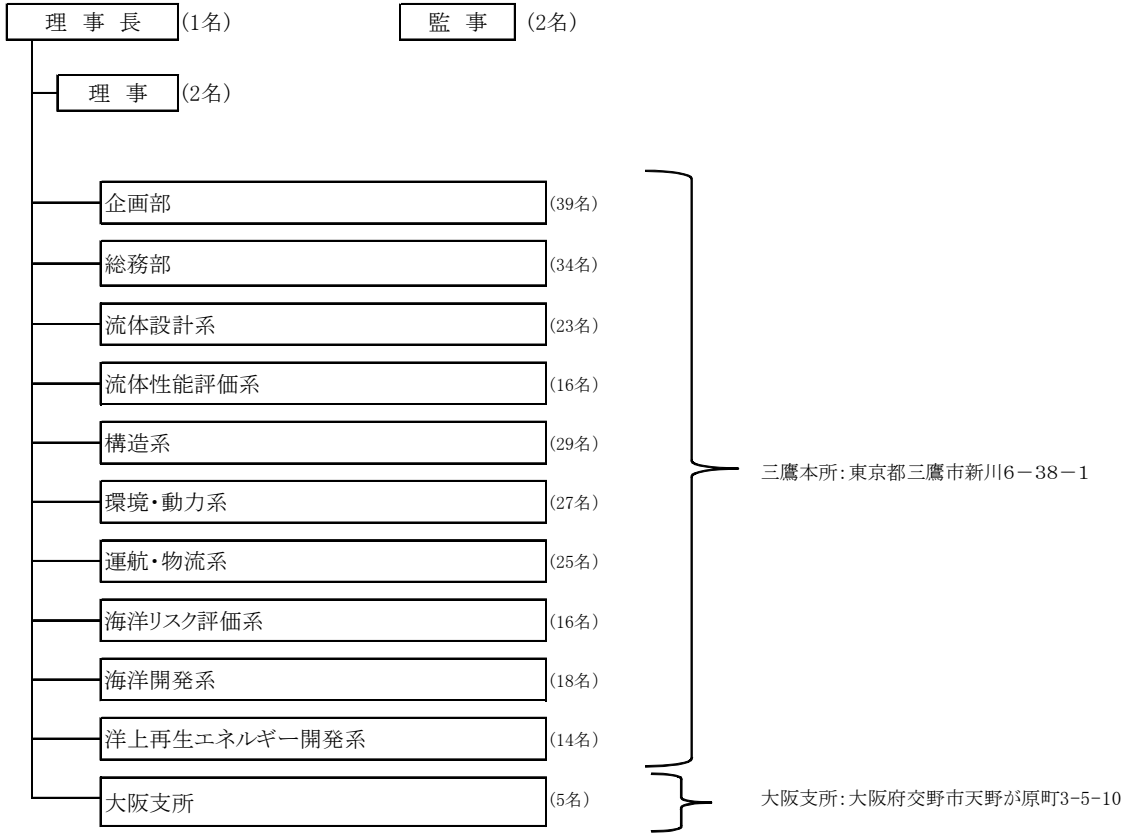 理 事 長 (1名) 監 事 (2名)
理 事 (2名)
企画部 (39名)
総務部 (34名)
流体設計系 (23名)
流体性能評価系 (16名)
構造系 (29名)
三鷹本所:東京都三鷹市新川6-38-1
環境・動力系 (27名)
運航・物流系 (25名)
海洋リスク評価系 (16名)
海洋開発系 (18名)
洋上再生エネルギー開発系 (14名)
大阪支所 (5名) 大阪支所:大阪府交野市天野が原町3-5-10